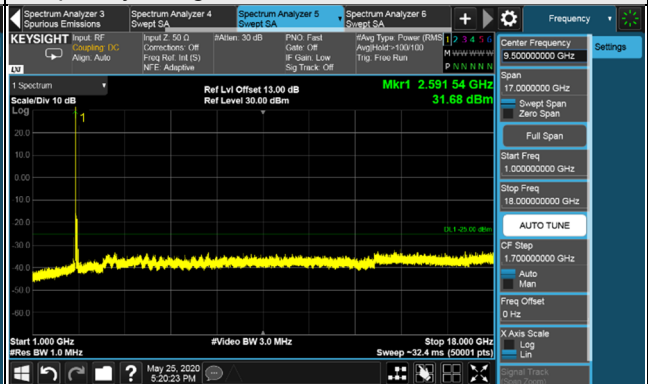 Spectrum Analyzer 3
Spurious Emissions
Spectrum Analyzer 4
Swept SA
Spectrum Analyzer 5
Swept SA
Spectrum Analyzer 6
Swept SA
+
Frequency
KEYSIGHT
Input: RF
Coupling: DC
Align: Auto
Input Z: 50 Ω
Corrections: Off
Freq Ref: Int (S)
NFE: Adaptive
#Atten: 30 dB
PNO: Fast
Gate: Off
IF Gain: Low
Sig Track: Off
#Avg Type: Power (RMS
Avg|Hold:>100/100
Trig: Free Run
1 2 3 4 5 6
M W W W W W
P N N N N N
LXI
1 Spectrum
Scale/Div 10 dB
Log
Ref Lvl Offset 13.00 dB
Ref Level 30.00 dBm
Mkr1 2.591 54 GHz
31.68 dBm
1
20.0
10.0
0.00
-10.0
-20.0
-30.0
-40.0
-50.0
-60.0
DL1 -25.00 dBm
Start 1.000 GHz
#Res BW 1.0 MHz
#Video BW 3.0 MHz
Stop 18.000 GHz
Sweep ~32.4 ms (50001 pts)
May 25, 2020
5:20:23 PM
?
Center Frequency
9.500000000 GHz
Settings
Span
17.0000000 GHz
Swept Span
Zero Span
Full Span
Start Freq
1.000000000 GHz
Stop Freq
18.000000000 GHz
AUTO TUNE
CF Step
1.700000000 GHz
Auto
Man
Freq Offset
0 Hz
X Axis Scale
Log
Lin
Signal Track
(Span Zoom)